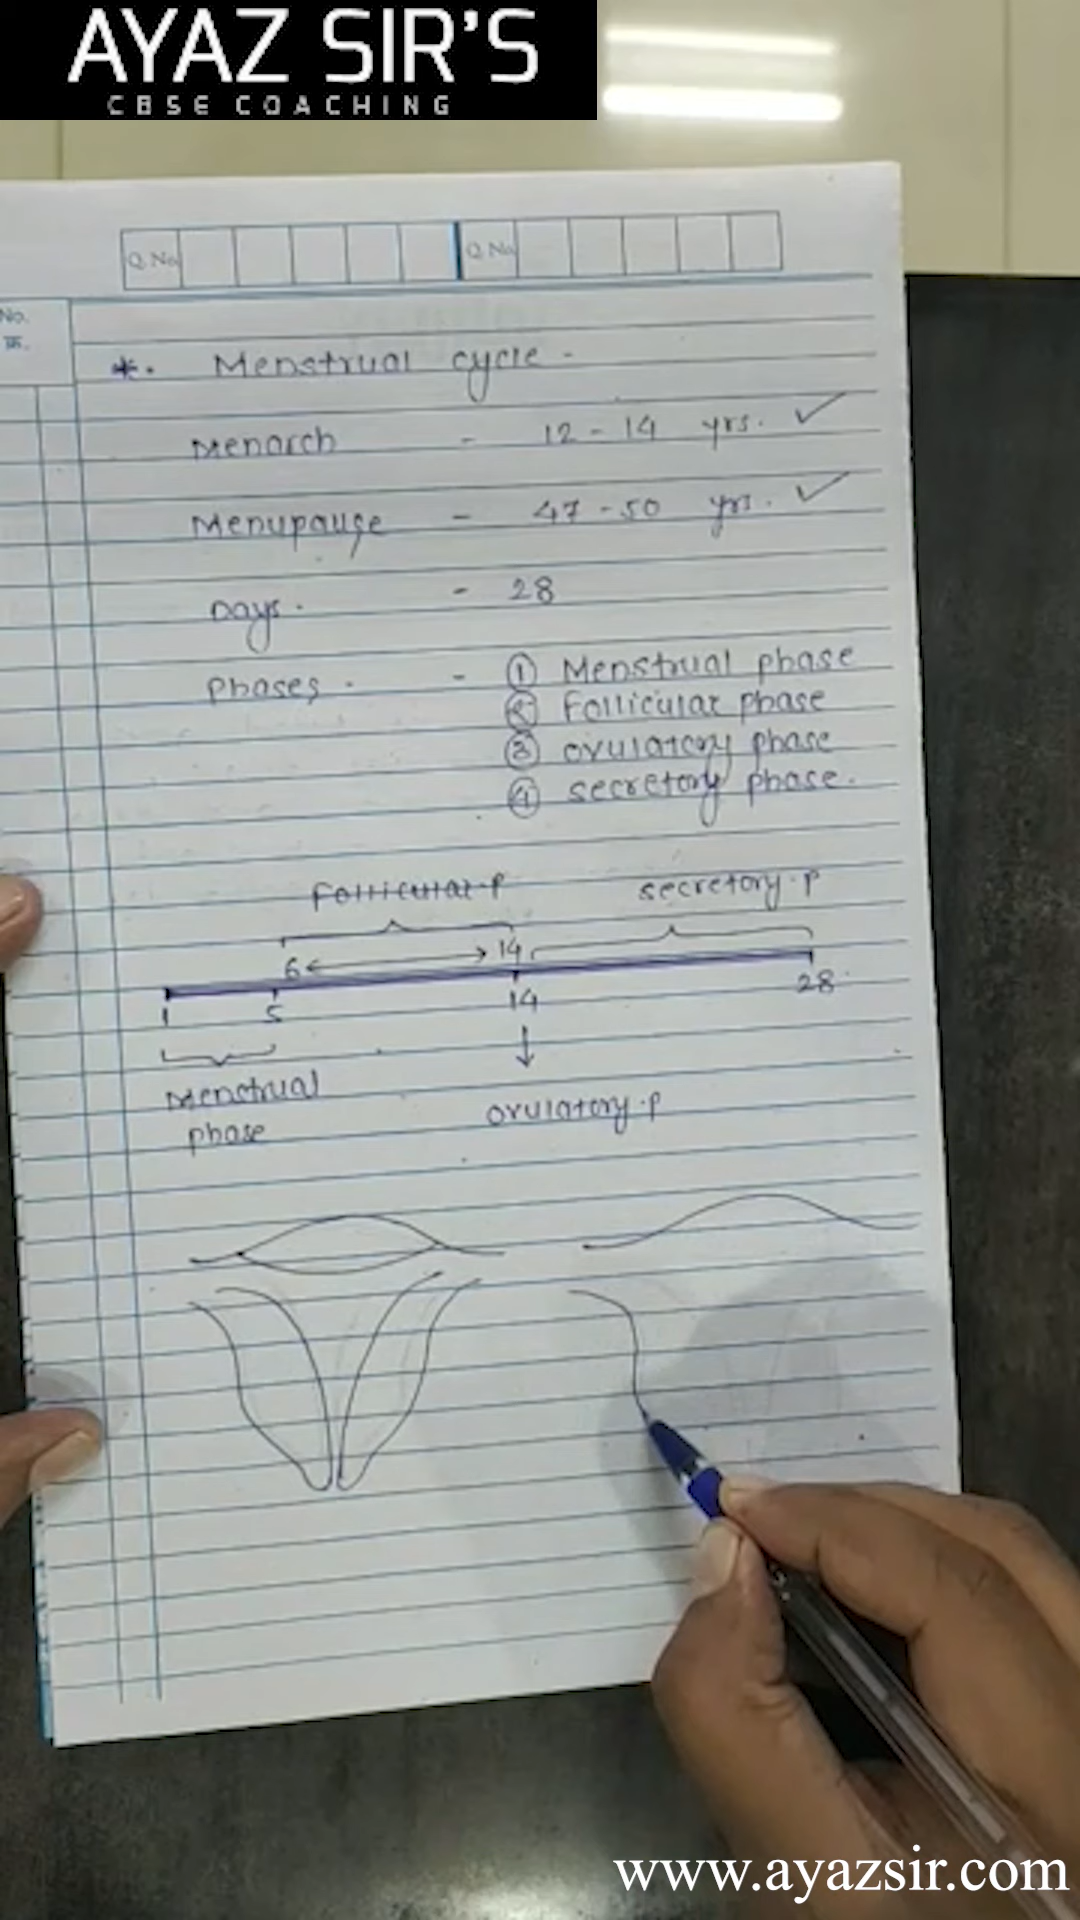 AYAZ SIR'S
CBSE COACHING
Q.No Q.No
No.
क्र.
*. Menstrual cycle -
Menarch - 12 - 14 yrs. ✓
Menupause - 47 - 50 yrs. ✓
Days. - 28
Phases. - ① Menstrual phase
② Follicular phase
③ ovulatory phase
④ secretory phase.
Follicular.P secretory.P
6 14
1 5 14 28
Menstrual
phase
ovulatory.P
www.ayazsir.com